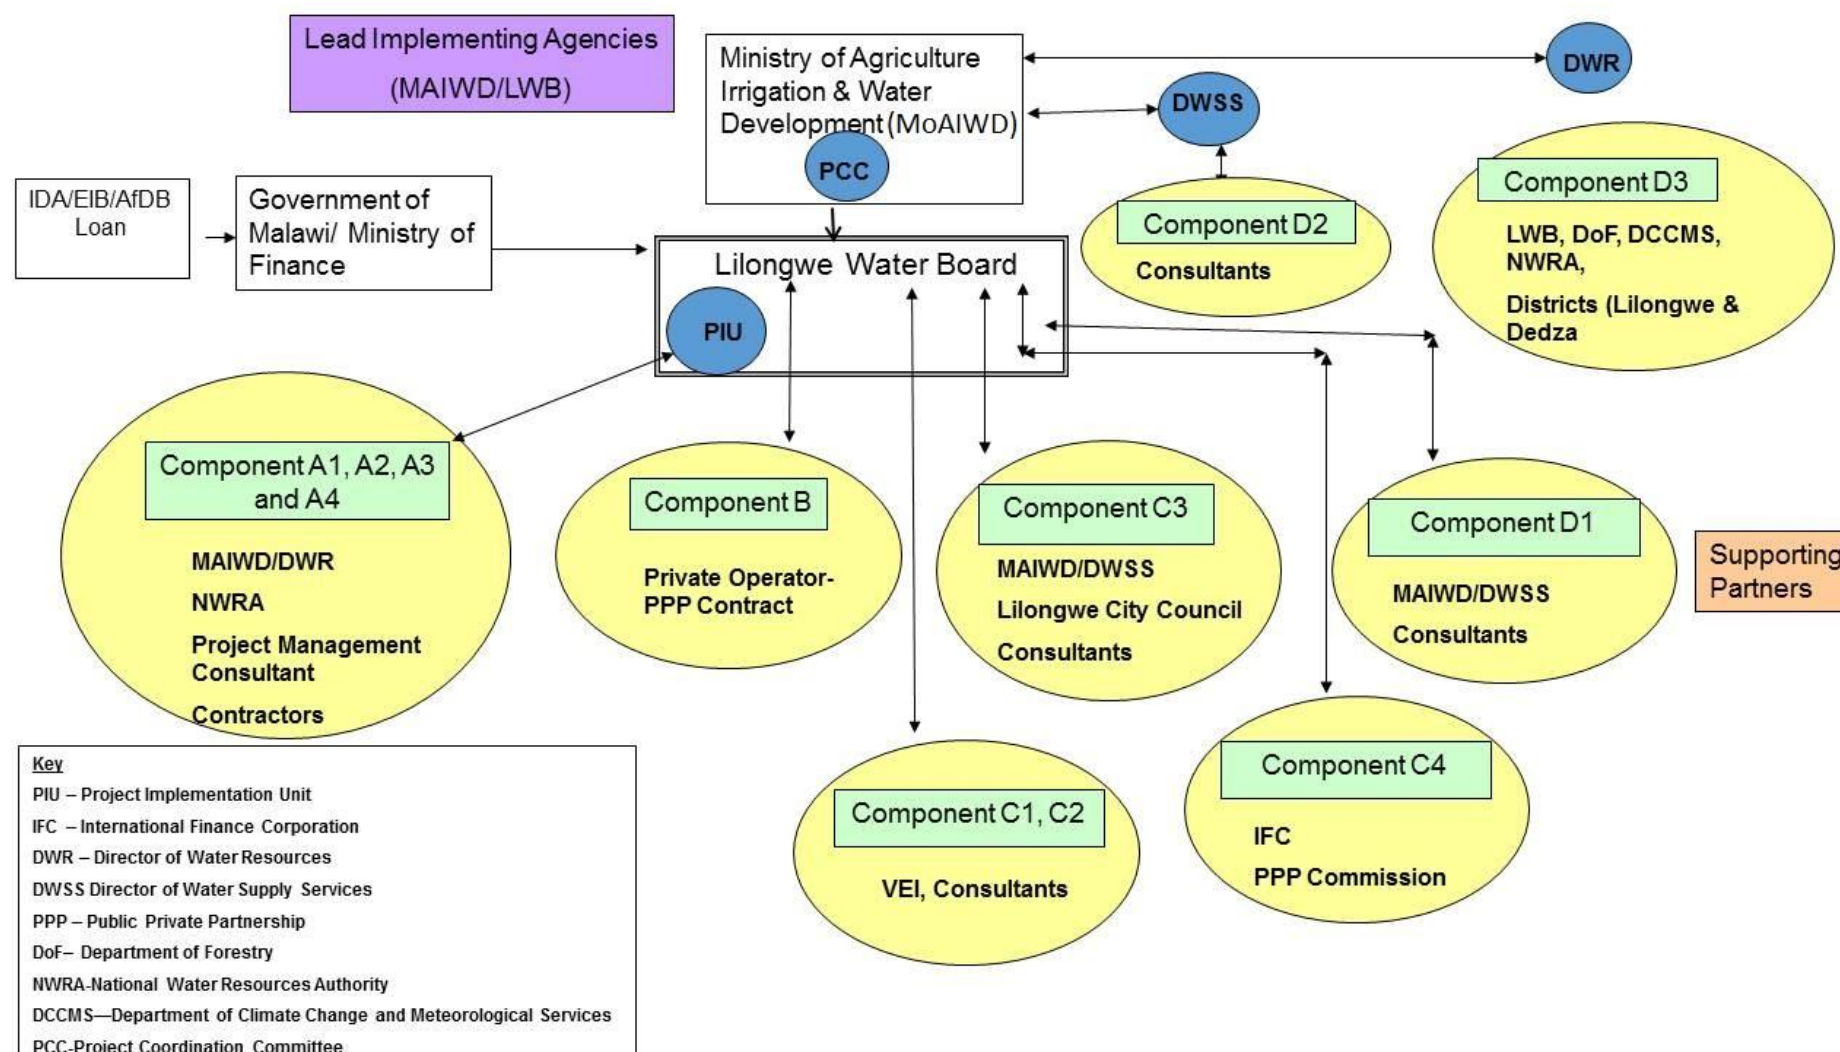 Lead Implementing Agencies
(MAIWD/LWB)
Ministry of Agriculture
Irrigation & Water
Development (MoAIWD)
PCC
DWR
DWSS
IDA/EIB/AfDB
Loan
Government of
Malawi/ Ministry of
Finance
Lilongwe Water Board
PIU
Component D2
Consultants
Component D3
LWB, DoF, DCCMS,
NWRA,
Districts (Lilongwe &
Dedza
Component A1, A2, A3
and A4
MAIWD/DWR
NWRA
Project Management
Consultant
Contractors
Component B
Private Operator-
PPP Contract
Component C3
MAIWD/DWSS
Lilongwe City Council
Consultants
Component D1
MAIWD/DWSS
Consultants
Supporting
Partners
Component C1, C2
VEI, Consultants
Component C4
IFC
PPP Commission
Key
PIU – Project Implementation Unit
IFC – International Finance Corporation
DWR – Director of Water Resources
DWSS Director of Water Supply Services
PPP – Public Private Partnership
DoF– Department of Forestry
NWRA-National Water Resources Authority
DCCMS—Department of Climate Change and Meteorological Services
PCC-Project Coordination Committee